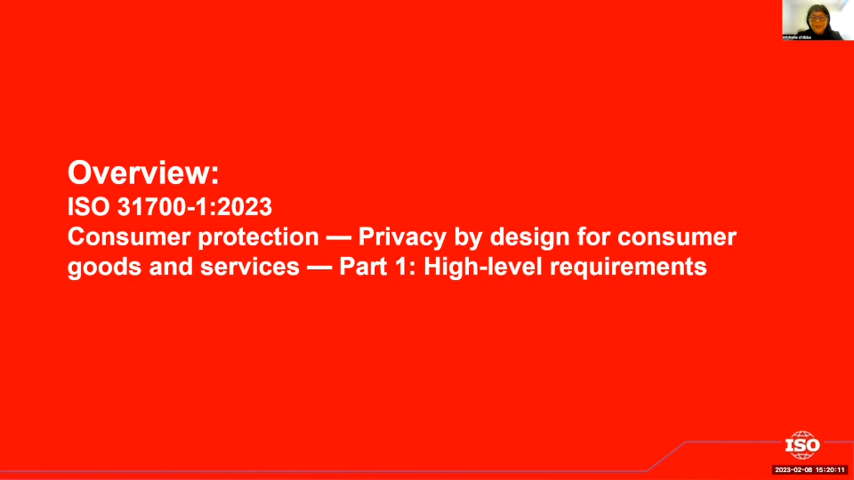 Overview:
ISO 31700-1:2023
Consumer protection — Privacy by design for consumer
goods and services — Part 1: High-level requirements
ISO
2023-02-08 15:20:11